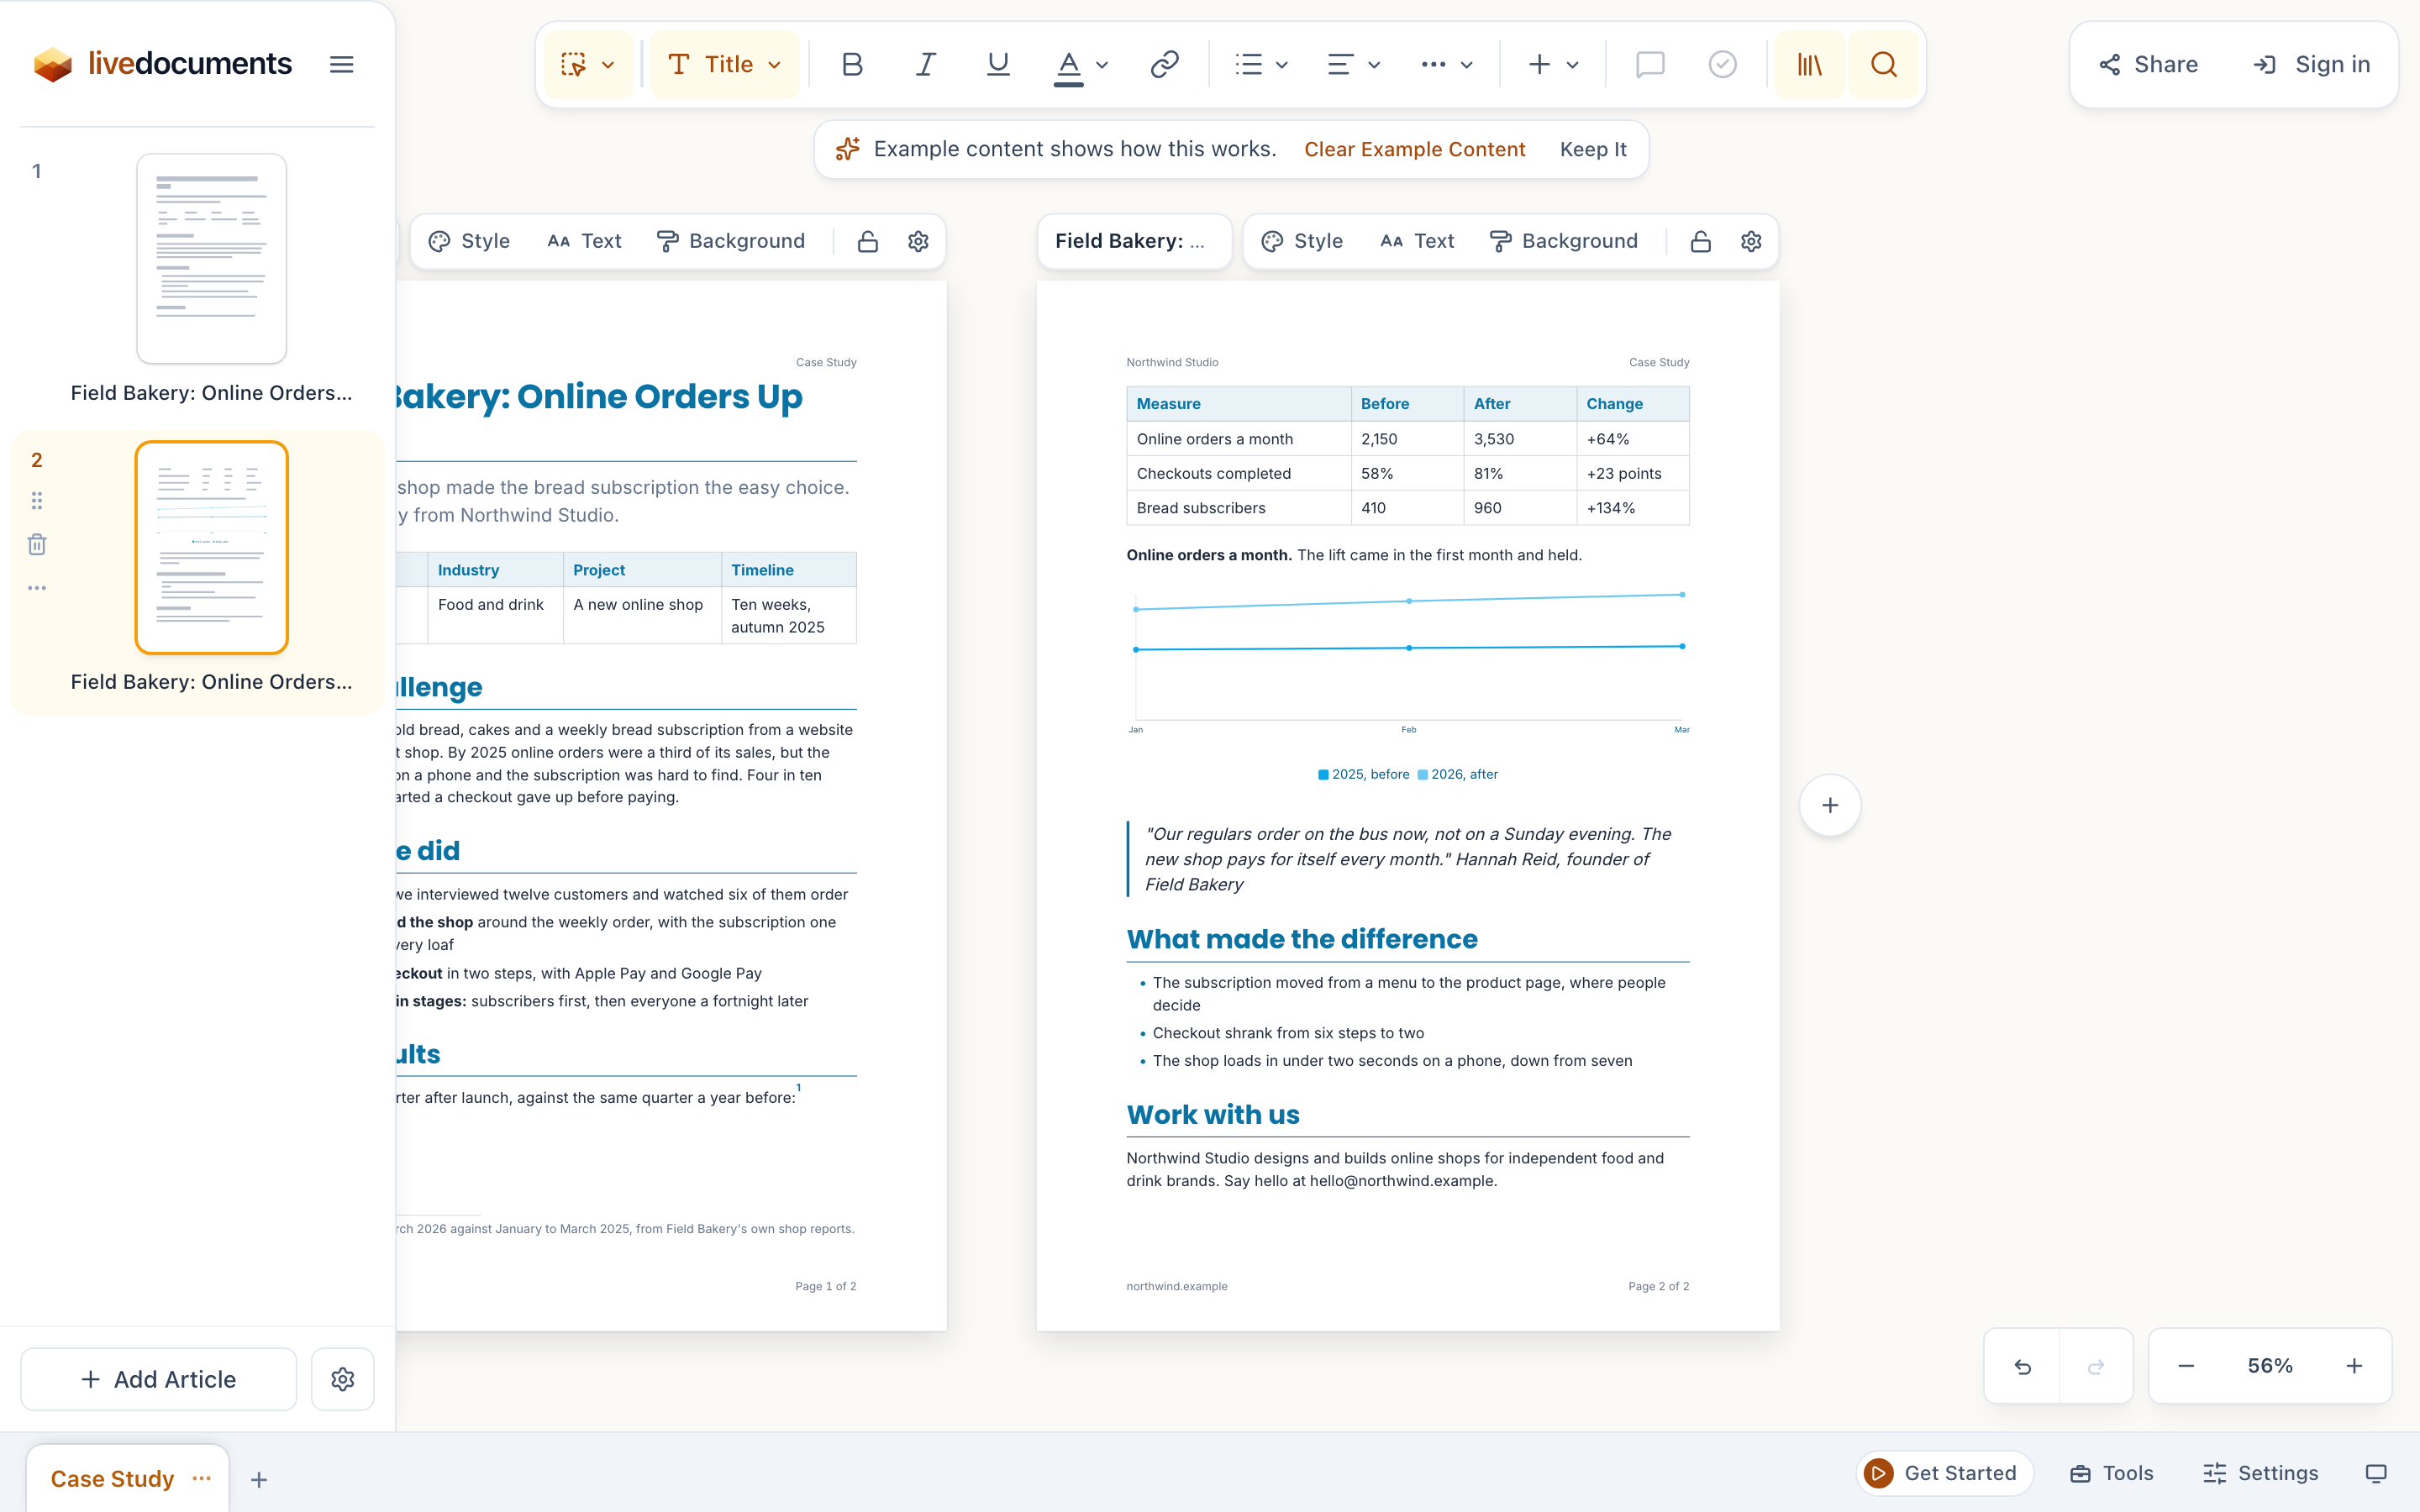 livedocuments
Title
Share
Sign in
Example content shows how this works. Clear Example Content Keep It
1
Field Bakery: Online Orders...
2
Field Bakery: Online Orders...
Add Article
Style
Text
Background
Case Study
Bakery: Online Orders Up
shop made the bread subscription the easy choice.
y from Northwind Studio.
Industry Project Timeline
Food and drink A new online shop Ten weeks,
autumn 2025
llenge
old bread, cakes and a weekly bread subscription from a website
t shop. By 2025 online orders were a third of its sales, but the
on a phone and the subscription was hard to find. Four in ten
arted a checkout gave up before paying.
e did
we interviewed twelve customers and watched six of them order
d the shop around the weekly order, with the subscription one
very loaf
eckout in two steps, with Apple Pay and Google Pay
in stages: subscribers first, then everyone a fortnight later
ults
rter after launch, against the same quarter a year before:1
rch 2026 against January to March 2025, from Field Bakery's own shop reports.
Page 1 of 2
Field Bakery: ...
Style
Text
Background
Northwind Studio Case Study
Measure Before After Change
Online orders a month 2,150 3,530 +64%
Checkouts completed 58% 81% +23 points
Bread subscribers 410 960 +134%
Online orders a month. The lift came in the first month and held.
Jan Feb Mar
2025, before 2026, after
"Our regulars order on the bus now, not on a Sunday evening. The
new shop pays for itself every month." Hannah Reid, founder of
Field Bakery
What made the difference
• The subscription moved from a menu to the product page, where people
decide
• Checkout shrank from six steps to two
• The shop loads in under two seconds on a phone, down from seven
Work with us
Northwind Studio designs and builds online shops for independent food and
drink brands. Say hello at hello@northwind.example.
northwind.example Page 2 of 2
56%
Case Study
Get Started
Tools
Settings